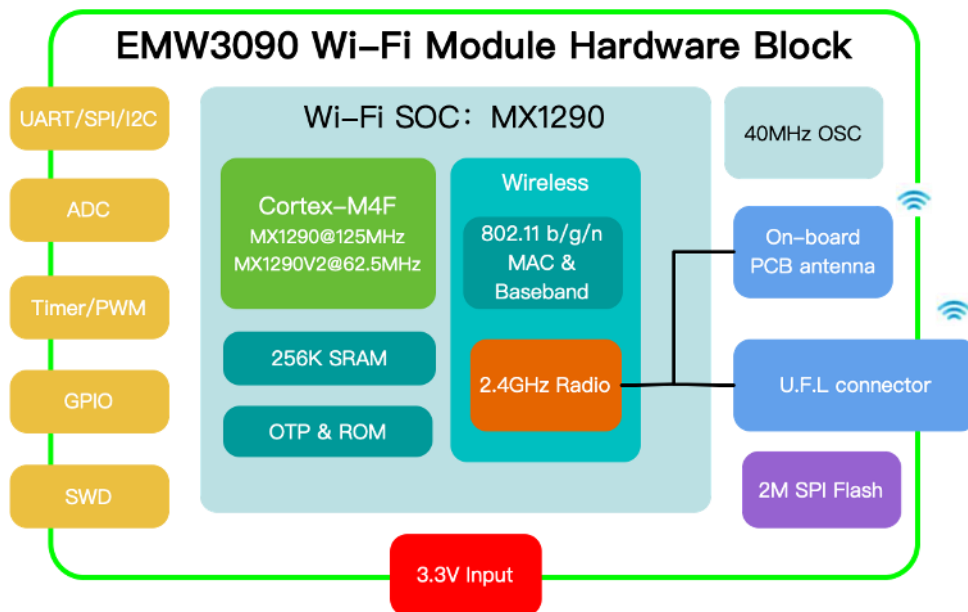 EMW3090 Wi-Fi Module Hardware Block
UART/SPI/I2C
ADC
Timer/PWM
GPIO
SWD
Wi-Fi SOC： MX1290
Cortex-M4F
MX1290@125MHz
MX1290V2@62.5MHz
256K SRAM
OTP & ROM
Wireless
802.11 b/g/n
MAC &
Baseband
2.4GHz Radio
40MHz OSC
On-board
PCB antenna
U.F.L connector
2M SPI Flash
3.3V Input